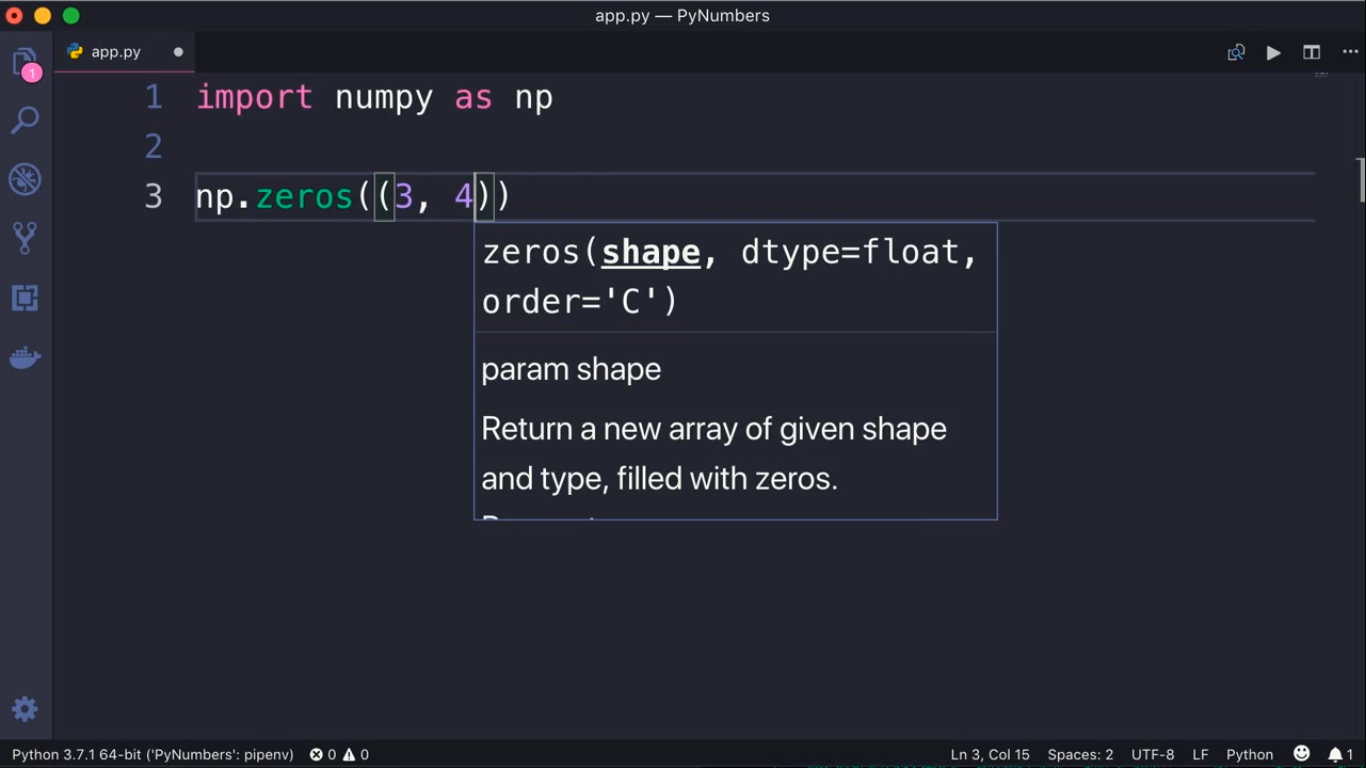 app.py — PyNumbers
app.py
1
1 import numpy as np
2
3 np.zeros((3, 4))
zeros(shape, dtype=float,
order='C')
param shape
Return a new array of given shape
and type, filled with zeros.
Python 3.7.1 64-bit ('PyNumbers': pipenv) 0 0 Ln 3, Col 15 Spaces: 2 UTF-8 LF Python 1